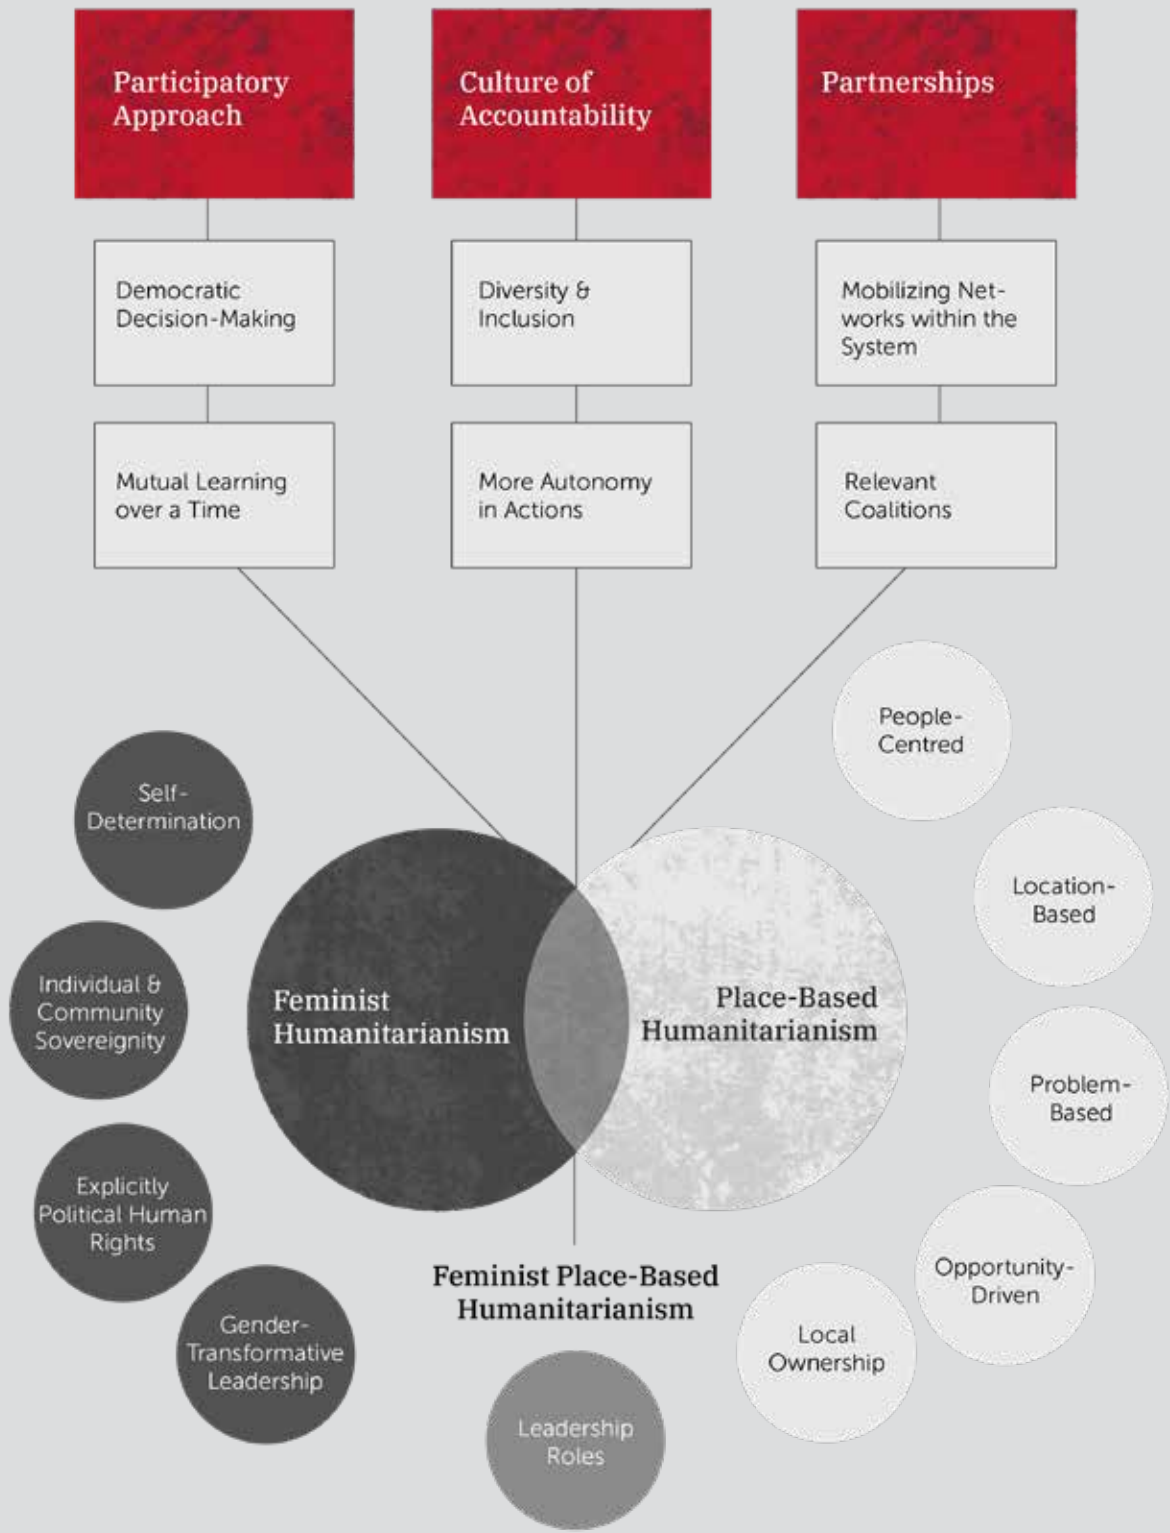 Participatory
Approach
Culture of
Accountability
Partnerships
Democratic
Decision-Making
Diversity &
Inclusion
Mobilizing Net-
works within the
System
Mutual Learning
over a Time
More Autonomy
in Actions
Relevant
Coalitions
People-
Centred
Self-
Determination
Location-
Based
Individual &
Community
Sovereignity
Feminist
Humanitarianism
Place-Based
Humanitarianism
Problem-
Based
Explicitly
Political Human
Rights
Opportunity-
Driven
Feminist Place-Based
Humanitarianism
Gender-
Transformative
Leadership
Local
Ownership
Leadership
Roles